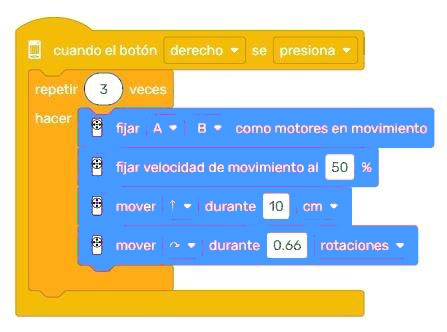 cuando el botón derecho se presiona
repetir 3 veces
hacer
fijar A B como motores en movimiento
fijar velocidad de movimiento al 50 %
mover ↑ durante 10 cm
mover ↷ durante 0.66 rotaciones